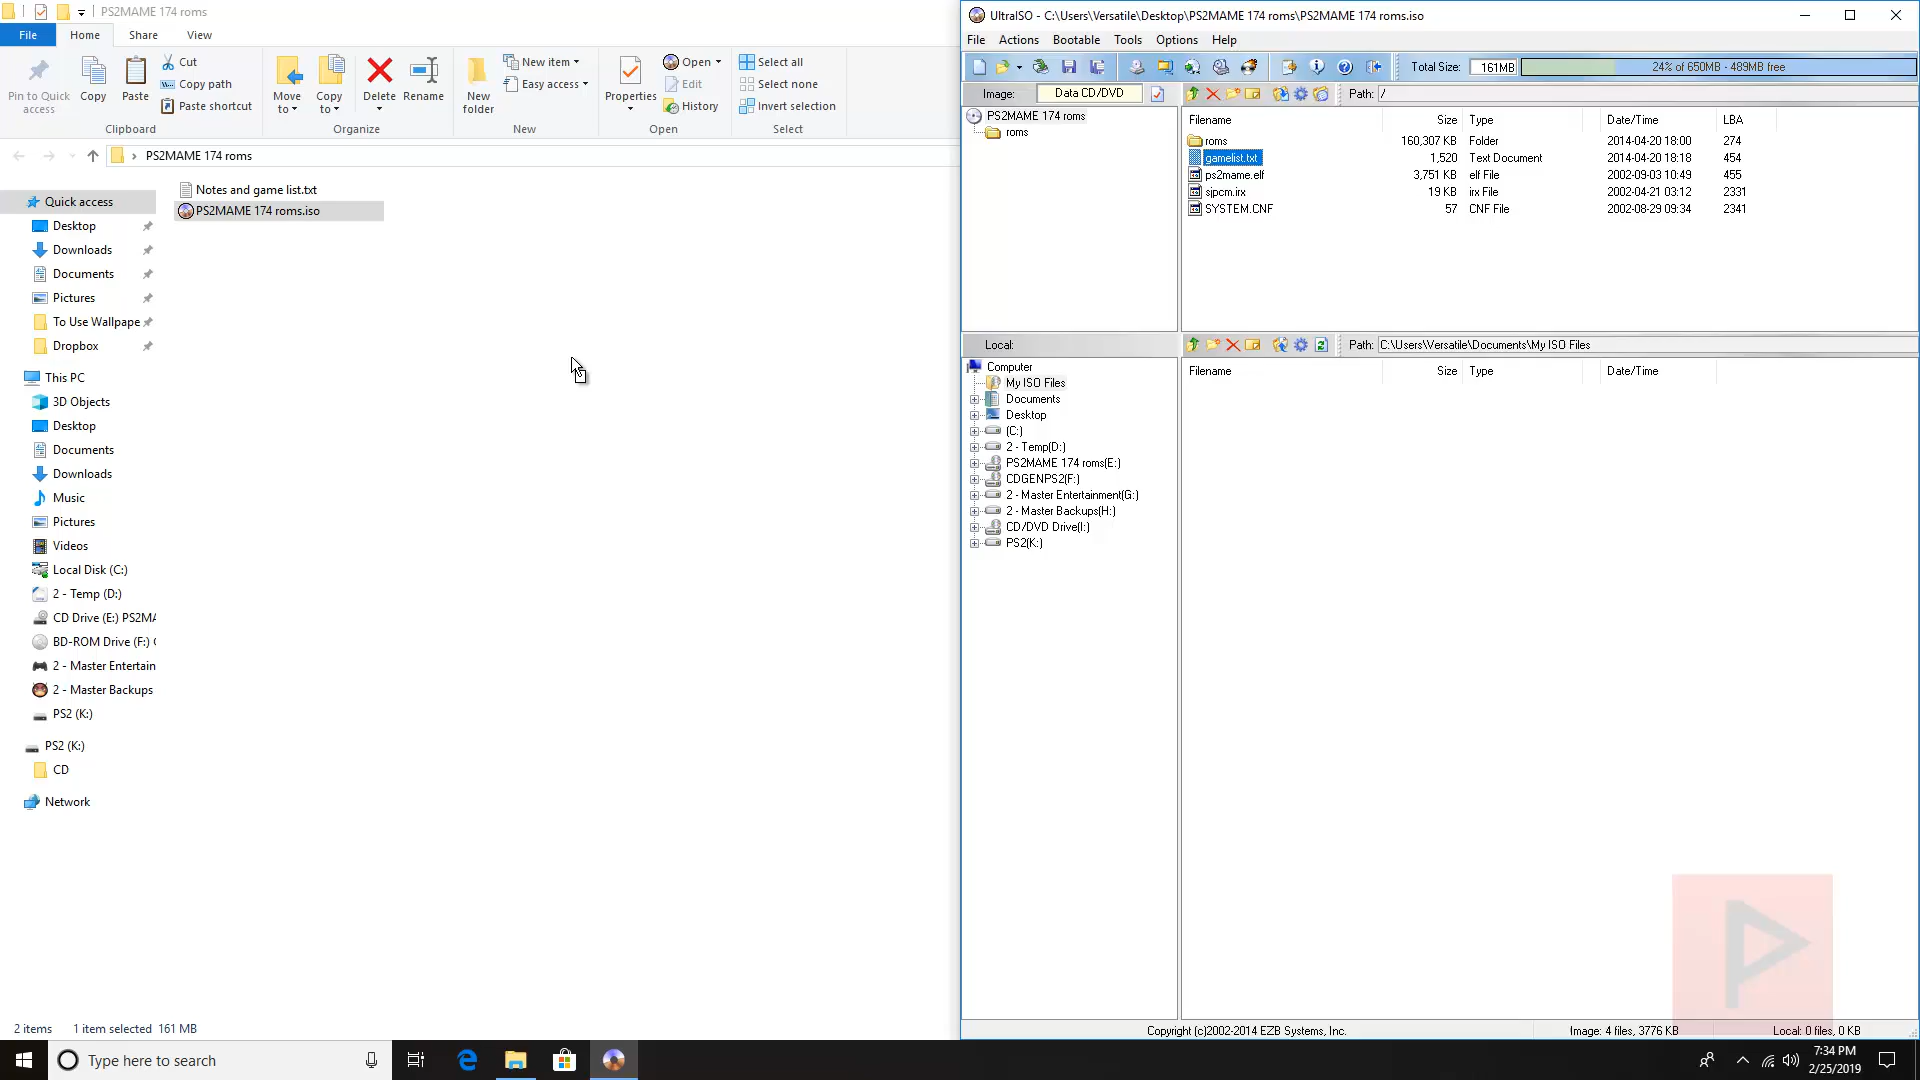 PS2MAME 174 roms
File Home Share View
Pin to Quick access
Copy
Paste
Cut
Copy path
Paste shortcut
Clipboard
Move to
Copy to
Delete
Rename
Organize
New folder
New item
Easy access
New
Properties
Open
Edit
History
Open
Select all
Select none
Invert selection
Select
PS2MAME 174 roms
Quick access
Desktop
Downloads
Documents
Pictures
To Use Wallpape
Dropbox
This PC
3D Objects
Desktop
Documents
Downloads
Music
Pictures
Videos
Local Disk (C:)
2 - Temp (D:)
CD Drive (E:) PS2MA
BD-ROM Drive (F:) C
2 - Master Entertain
2 - Master Backups
PS2 (K:)
PS2 (K:)
CD
Network
Notes and game list.txt
PS2MAME 174 roms.iso
2 items 1 item selected 161 MB
UltraISO - C:\Users\Versatile\Desktop\PS2MAME 174 roms\PS2MAME 174 roms.iso
File Actions Bootable Tools Options Help
Total Size: 161MB 24% of 650MB - 489MB free
Image: Data CD/DVD Path: /
PS2MAME 174 roms
roms
Filename Size Type Date/Time LBA
roms 160,307 KB Folder 2014-04-20 18:00 274
gamelist.txt 1,520 Text Document 2014-04-20 18:18 454
ps2mame.elf 3,751 KB elf File 2002-09-03 10:49 455
sjpcm.irx 19 KB irx File 2002-04-21 03:12 2331
SYSTEM.CNF 57 CNF File 2002-08-29 09:34 2341
Local: Path: C:\Users\Versatile\Documents\My ISO Files
Computer
My ISO Files
Documents
Desktop
(C:)
2 - Temp(D:)
PS2MAME 174 roms(E:)
CDGENPS2(F:)
2 - Master Entertainment(G:)
2 - Master Backups(H:)
CD/DVD Drive(I:)
PS2(K:)
Filename Size Type Date/Time
Copyright (c)2002-2014 EZB Systems, Inc. Image: 4 files, 3776 KB Local: 0 files, 0 KB
Type here to search
7:34 PM
2/25/2019